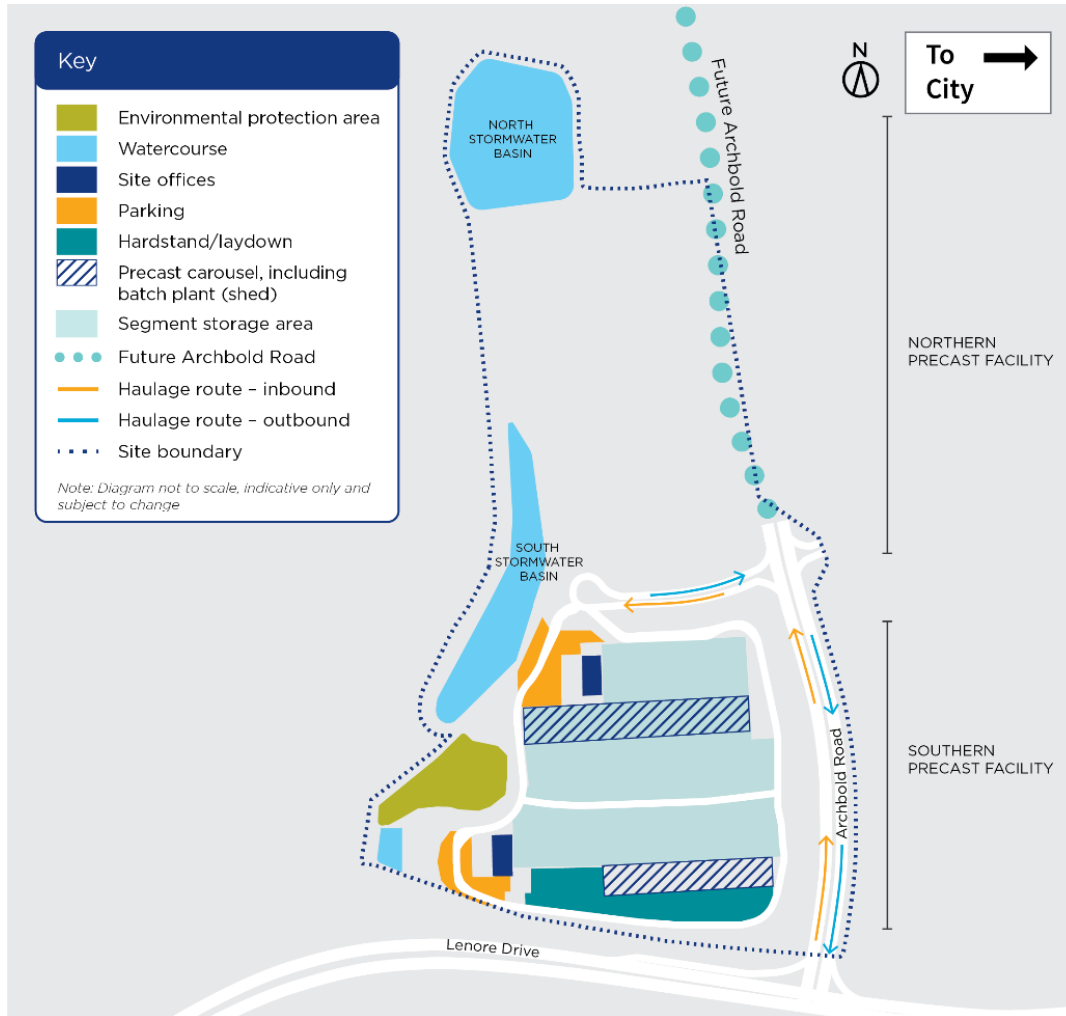 Key
Environmental protection area
Watercourse
Site offices
Parking
Hardstand/laydown
Precast carousel, including
batch plant (shed)
Segment storage area
Future Archbold Road
Haulage route – inbound
Haulage route – outbound
Site boundary
Note: Diagram not to scale, indicative only and
subject to change
NORTH
STORMWATER
BASIN
Future Archbold Road
N
To
City
NORTHERN
PRECAST FACILITY
SOUTH
STORMWATER
BASIN
SOUTHERN
PRECAST FACILITY
Archbold Road
Lenore Drive